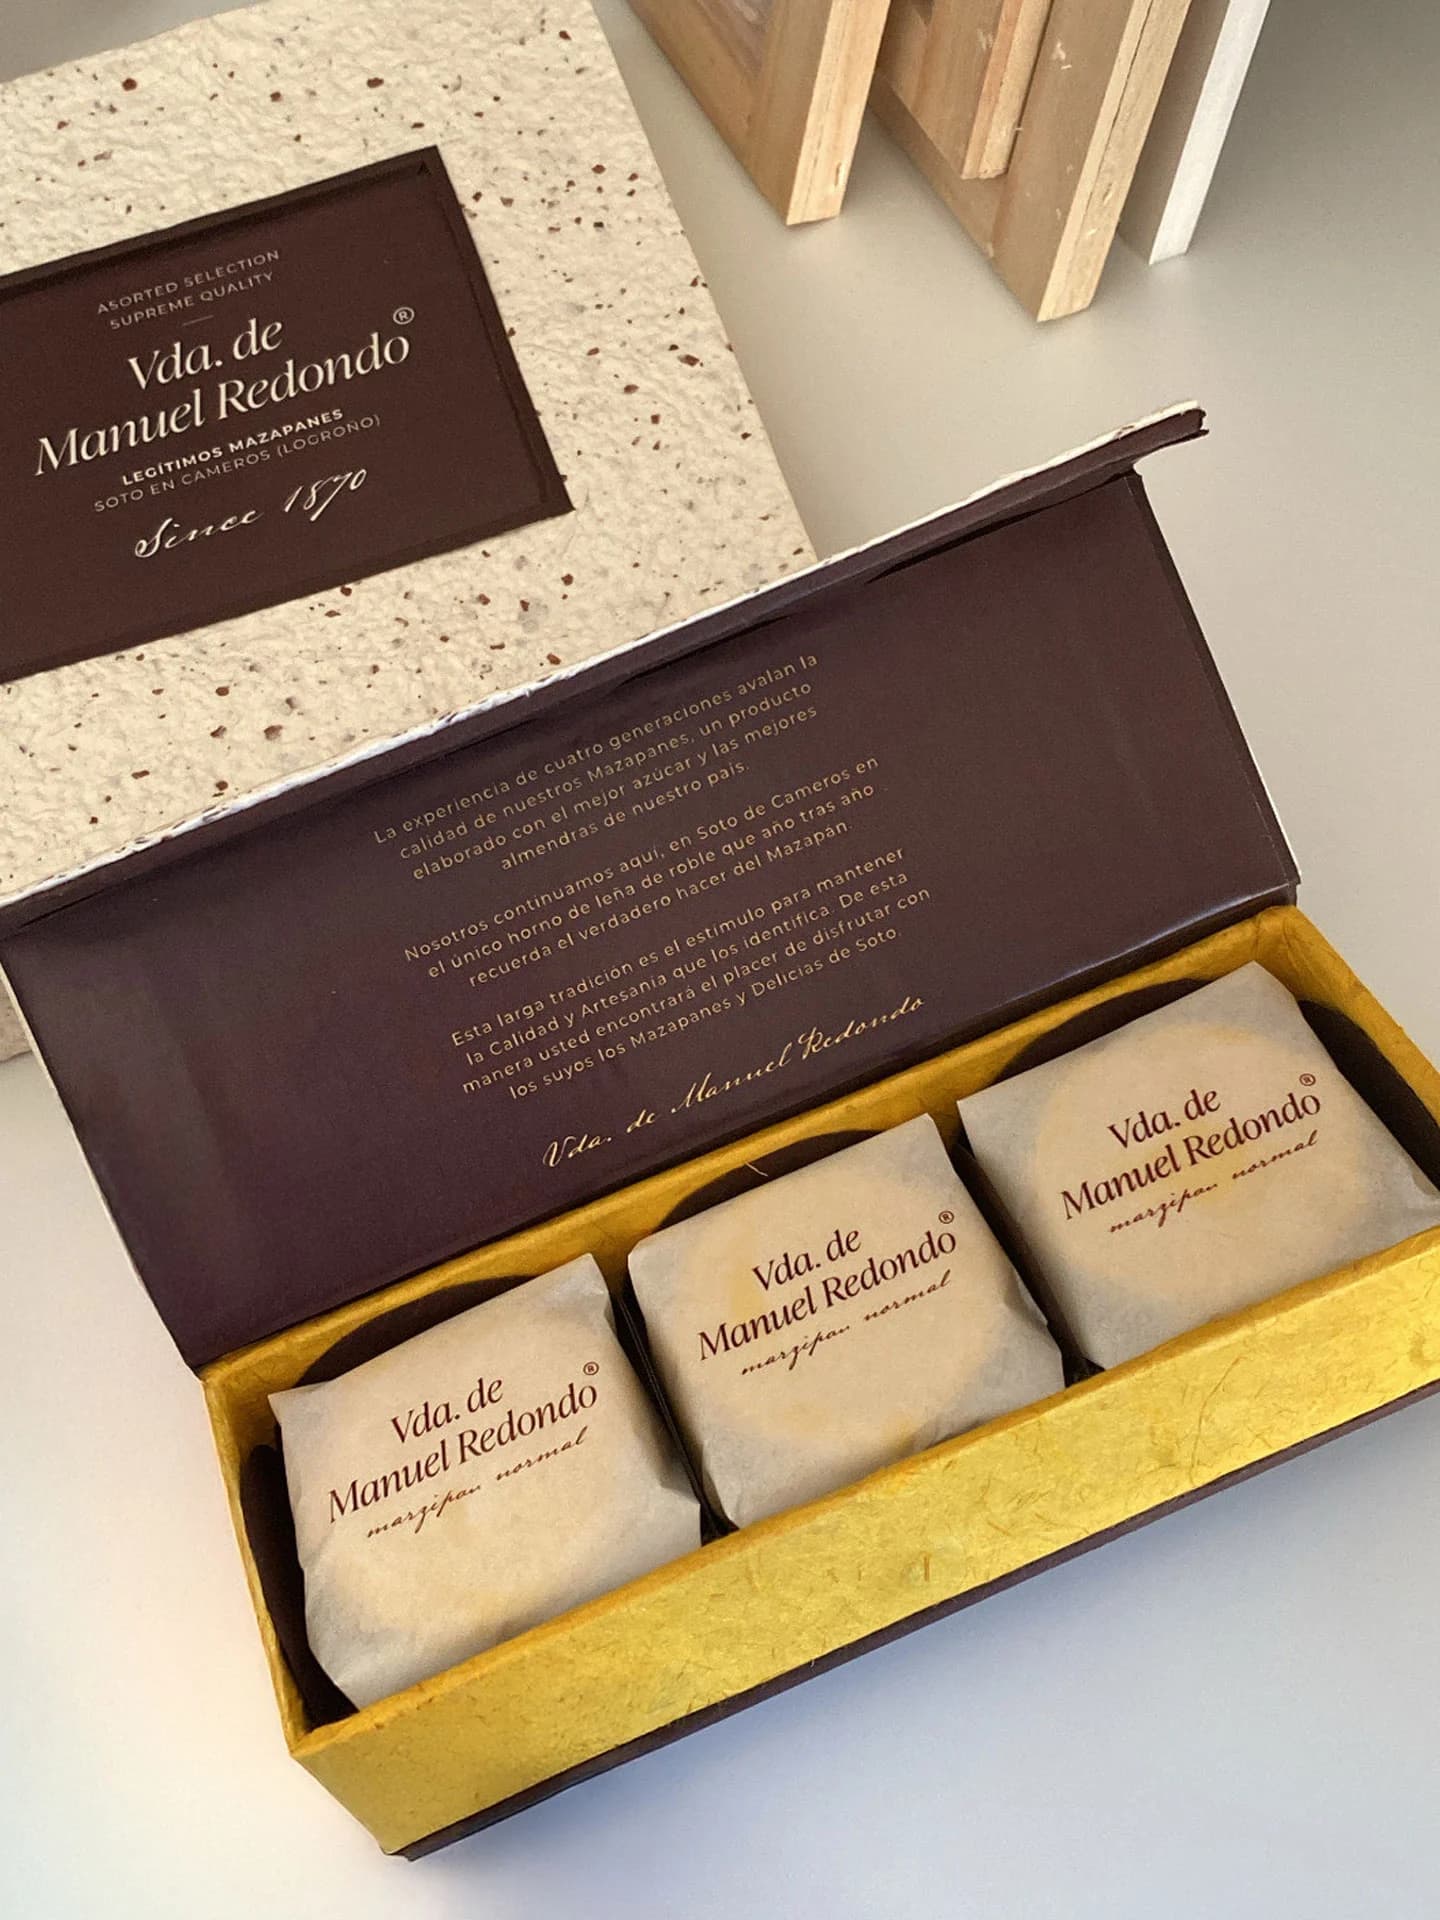 ASORTED SELECTION
SUPREME QUALITY
Vda. de
Manuel Redondo®
LEGÍTIMOS MAZAPANES
SOTO EN CAMEROS (LOGROÑO)
Since 1870
La experiencia de cuatro generaciones avalan la
calidad de nuestros Mazapanes, un producto
elaborado con el mejor azúcar y las mejores
almendras de nuestro país.
Nosotros continuamos aquí, en Soto de Cameros en
el único horno de leña de roble que año tras año
recuerda el verdadero hacer del Mazapán.
Esta larga tradición es el estímulo para mantener
la Calidad y Artesanía que los identifica. De esta
manera usted encontrará el placer de disfrutar con
los suyos los Mazapanes y Delicias de Soto.
Vda. de Manuel Redondo
Vda. de
Manuel Redondo®
marzipan normal
Vda. de
Manuel Redondo®
marzipan normal
Vda. de
Manuel Redondo®
marzipan normal